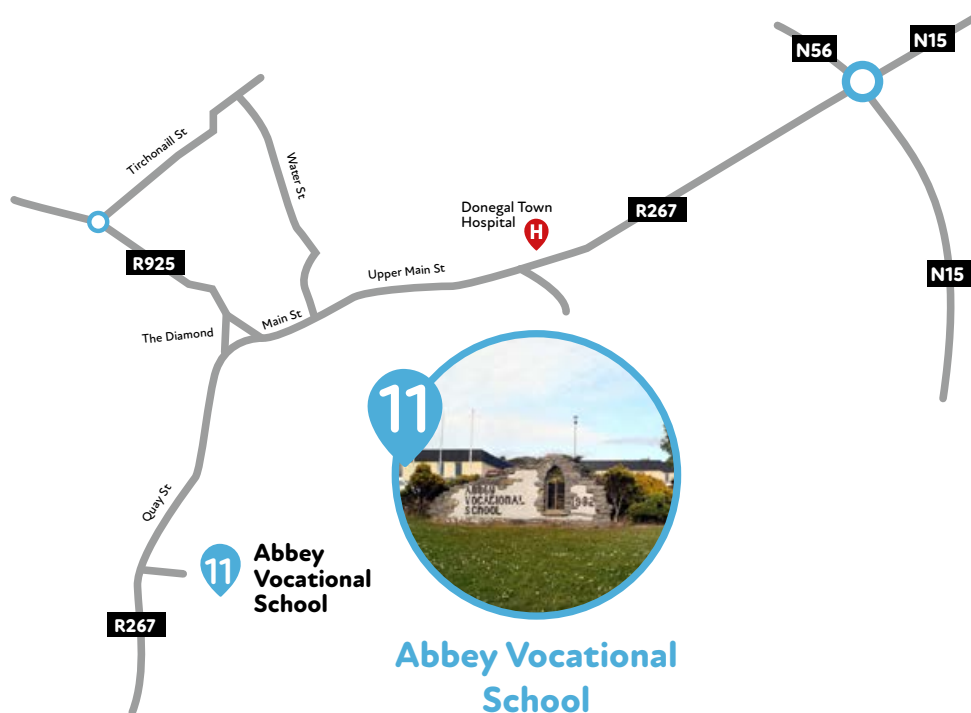 N56
N15
Tirchonaill St
Water St
Donegal Town
Hospital
H
R267
R925
N15
Upper Main St
Main St
The Diamond
11
ABBEY
VOCATIONAL
SCHOOL
Quay St
11
Abbey
Vocational
School
R267
Abbey Vocational
School